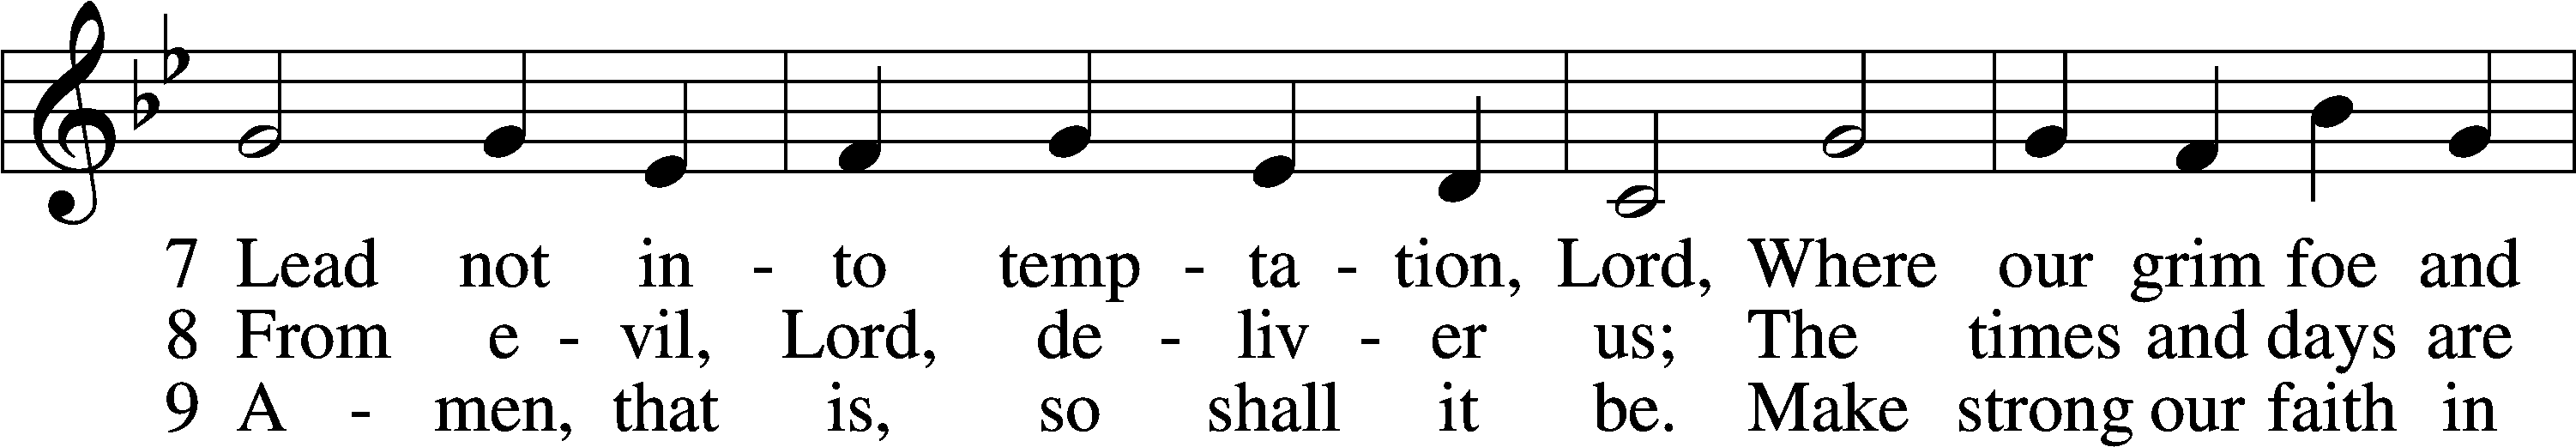 7 Lead not in - to temp - ta - tion, Lord, Where our grim foe and
8 From e - vil, Lord, de - liv - er us; The times and days are
9 A - men, that is, so shall it be. Make strong our faith in